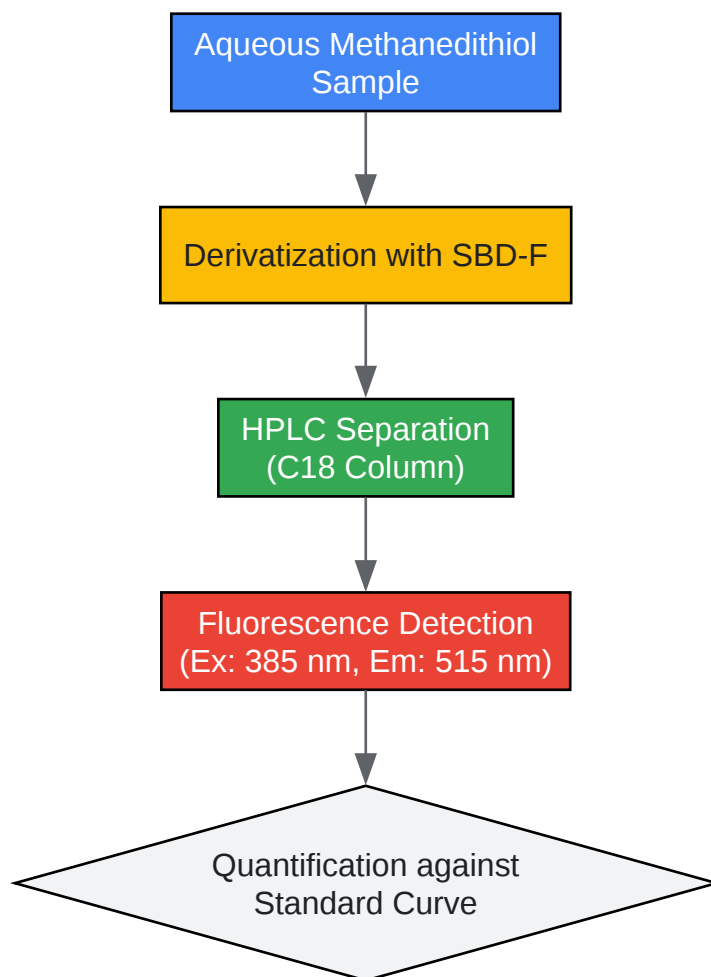 Aqueous Methanedithiol
Sample
Derivatization with SBD-F
HPLC Separation
(C18 Column)
Fluorescence Detection
(Ex: 385 nm, Em: 515 nm)
Quantification against
Standard Curve